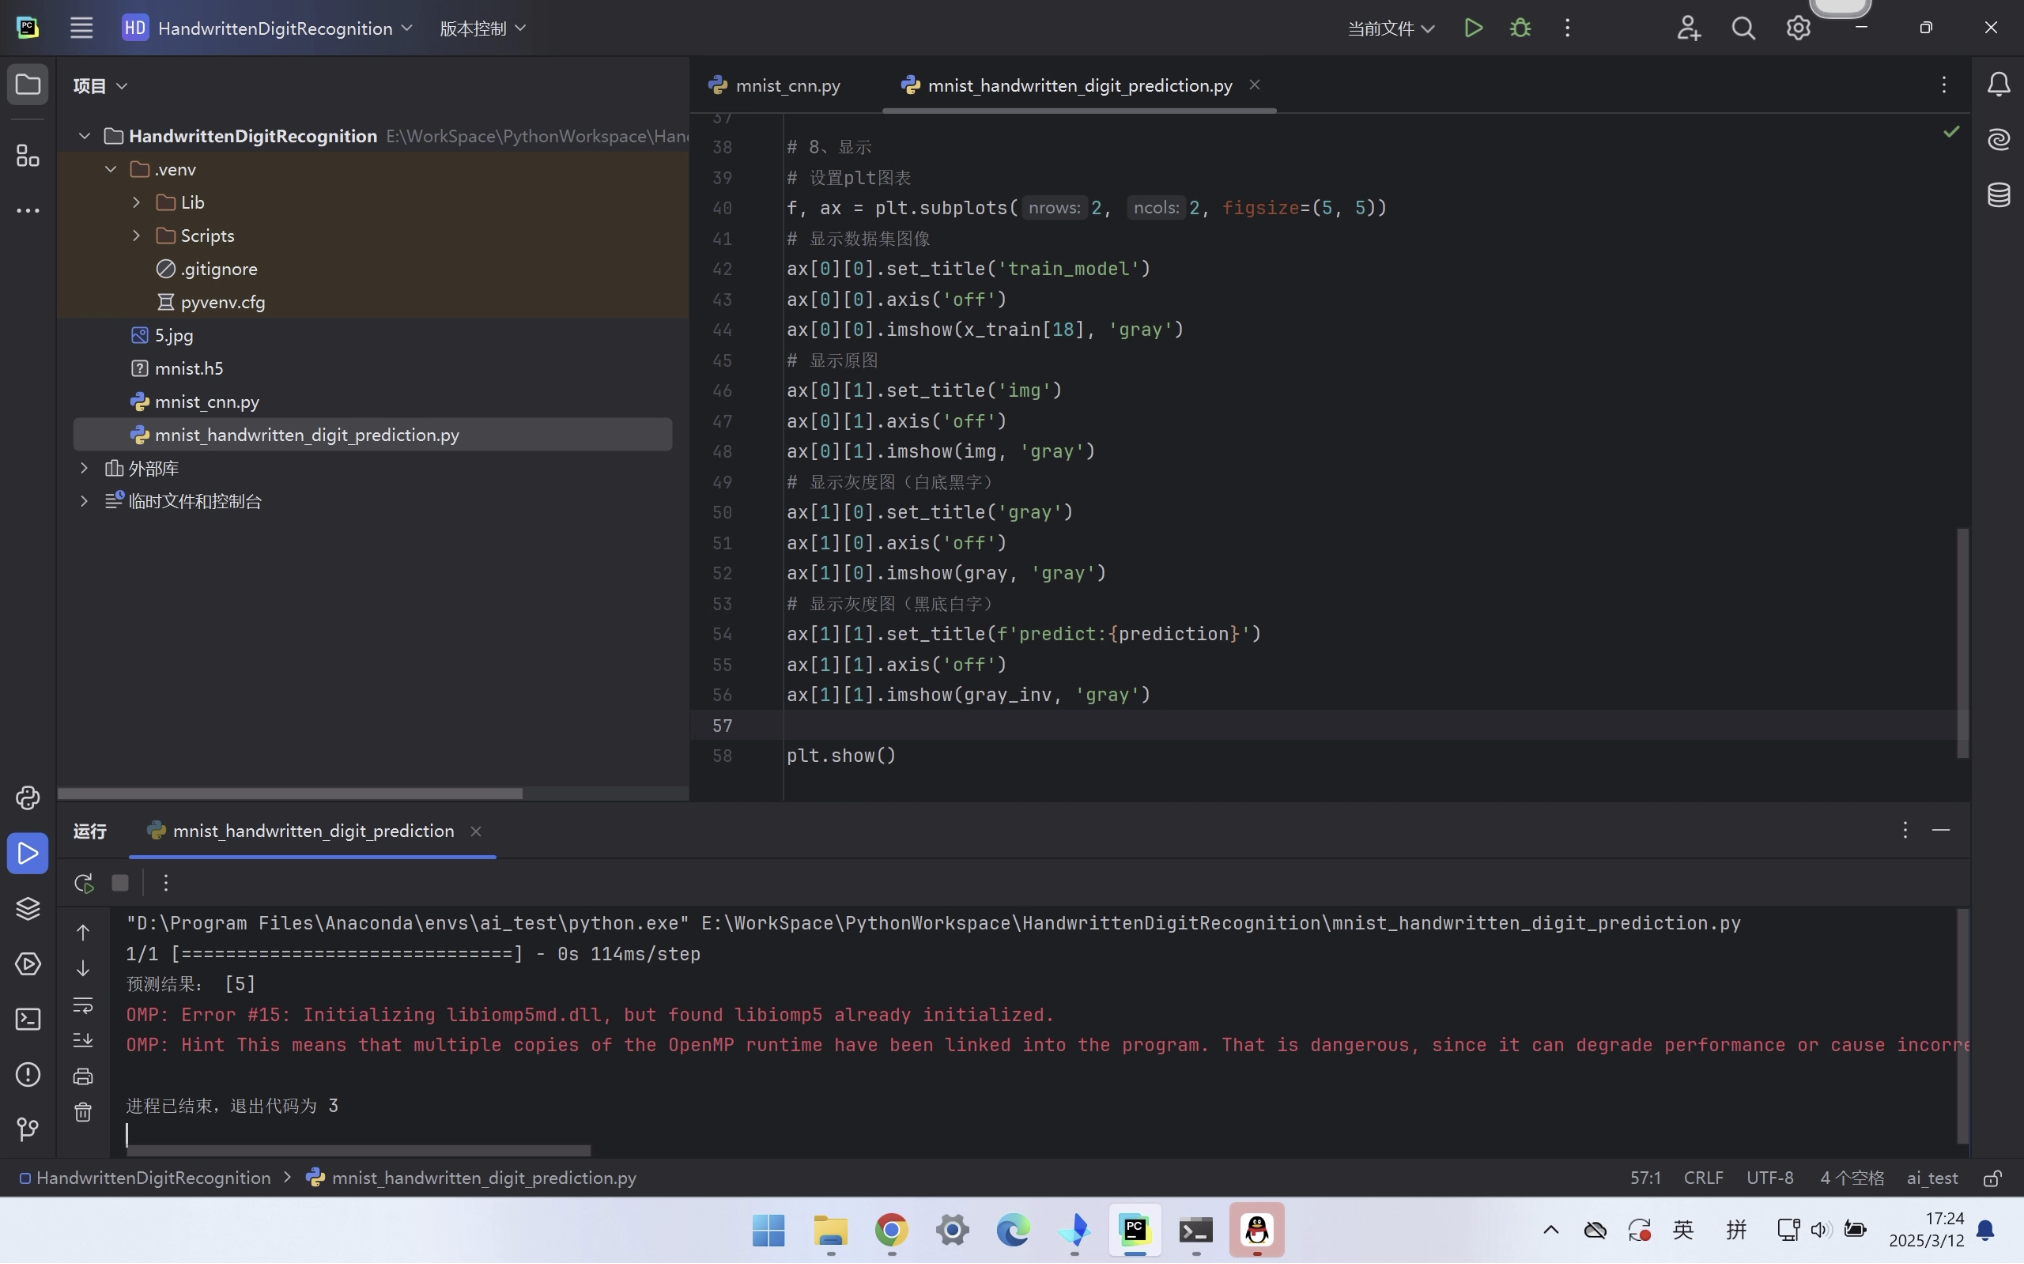 HD HandwrittenDigitRecognition 版本控制 当前文件
项目
HandwrittenDigitRecognition E:\WorkSpace\PythonWorkspace\Han
.venv
Lib
Scripts
.gitignore
pyvenv.cfg
5.jpg
mnist.h5
mnist_cnn.py
mnist_handwritten_digit_prediction.py
外部库
临时文件和控制台
mnist_cnn.py mnist_handwritten_digit_prediction.py
37
38 # 8、显示
39 # 设置plt图表
40 f, ax = plt.subplots( nrows: 2, ncols: 2, figsize=(5, 5))
41 # 显示数据集图像
42 ax[0][0].set_title('train_model')
43 ax[0][0].axis('off')
44 ax[0][0].imshow(x_train[18], 'gray')
45 # 显示原图
46 ax[0][1].set_title('img')
47 ax[0][1].axis('off')
48 ax[0][1].imshow(img, 'gray')
49 # 显示灰度图（白底黑字）
50 ax[1][0].set_title('gray')
51 ax[1][0].axis('off')
52 ax[1][0].imshow(gray, 'gray')
53 # 显示灰度图（黑底白字）
54 ax[1][1].set_title(f'predict:{prediction}')
55 ax[1][1].axis('off')
56 ax[1][1].imshow(gray_inv, 'gray')
57
58 plt.show()
运行 mnist_handwritten_digit_prediction
"D:\Program Files\Anaconda\envs\ai_test\python.exe" E:\WorkSpace\PythonWorkspace\HandwrittenDigitRecognition\mnist_handwritten_digit_prediction.py
1/1 [==============================] - 0s 114ms/step
预测结果： [5]
OMP: Error #15: Initializing libiomp5md.dll, but found libiomp5 already initialized.
OMP: Hint This means that multiple copies of the OpenMP runtime have been linked into the program. That is dangerous, since it can degrade performance or cause incorre
进程已结束，退出代码为 3
HandwrittenDigitRecognition mnist_handwritten_digit_prediction.py 57:1 CRLF UTF-8 4 个空格 ai_test
英 拼 17:24
2025/3/12